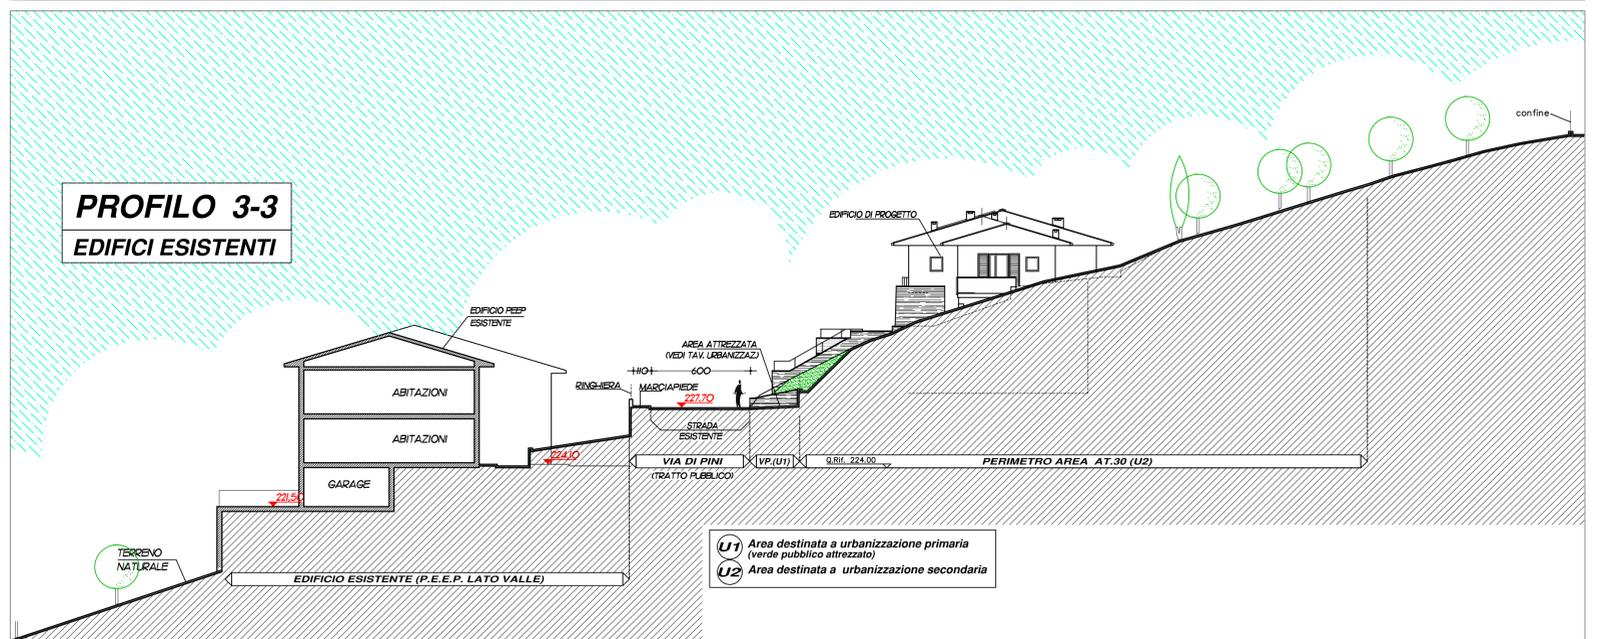 confine
PROFILO 3-3
EDIFICI ESISTENTI
EDIFICIO DI PROGETTO
EDIFICIO PEEP
ESISTENTE
AREA ATTREZZATA
(VEDI TAV. URBANIZZAZ)
110
600
RINGHIERA
MARCIAPIEDE
ABITAZIONI
227.70
STRADA
ESISTENTE
ABITAZIONI
224,10
VIA DI PINI
VP.(U1)
Q.Rif. 224.00
PERIMETRO AREA AT.30 (U2)
(TRATTO PUBBLICO)
GARAGE
221,50
TERRENO
NATURALE
U1 Area destinata a urbanizzazione primaria
(verde pubblico attrezzato)
U2 Area destinata a urbanizzazione secondaria
EDIFICIO ESISTENTE (P.E.E.P. LATO VALLE)